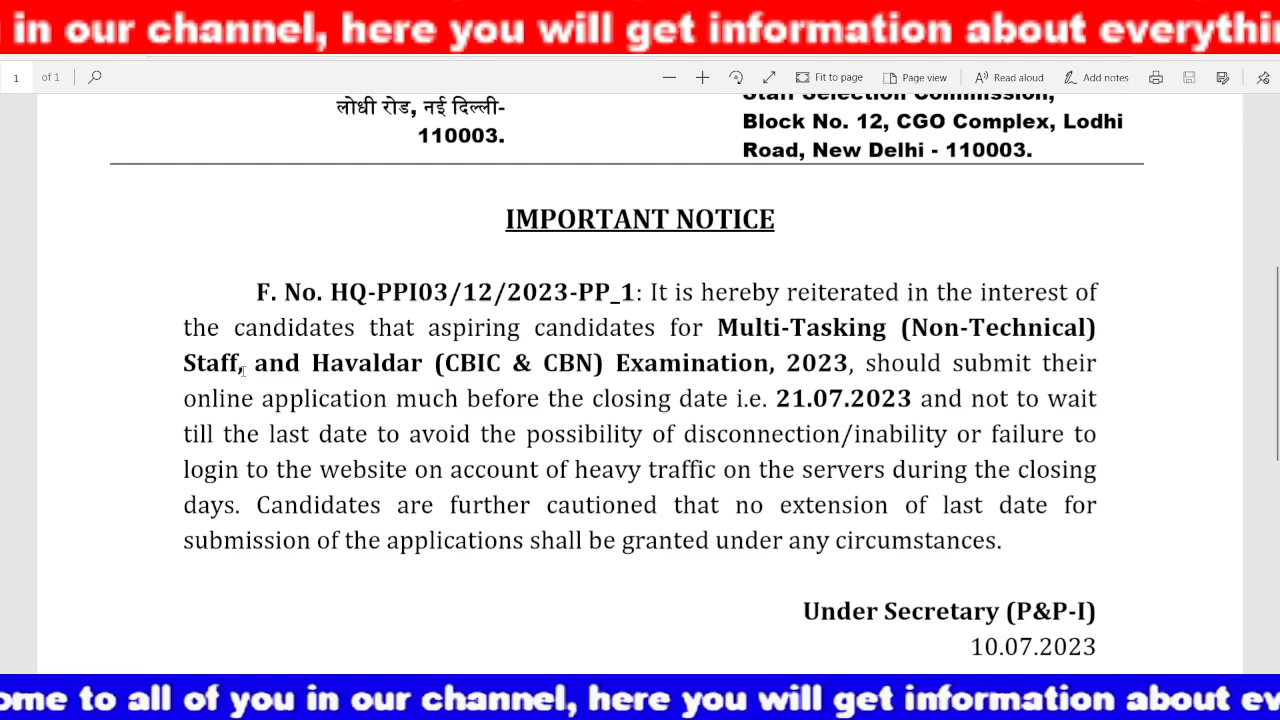 in our channel, here you will get information about everythi
1 of 1 Fit to page Page view Read aloud Add notes
लोधी रोड, नई दिल्ली-
110003.
Staff Selection Commission,
Block No. 12, CGO Complex, Lodhi
Road, New Delhi - 110003.
IMPORTANT NOTICE
F. No. HQ-PPI03/12/2023-PP_1: It is hereby reiterated in the interest of
the candidates that aspiring candidates for Multi-Tasking (Non-Technical)
Staff, and Havaldar (CBIC & CBN) Examination, 2023, should submit their
online application much before the closing date i.e. 21.07.2023 and not to wait
till the last date to avoid the possibility of disconnection/inability or failure to
login to the website on account of heavy traffic on the servers during the closing
days. Candidates are further cautioned that no extension of last date for
submission of the applications shall be granted under any circumstances.
Under Secretary (P&P-I)
10.07.2023
ome to all of you in our channel, here you will get information about ev